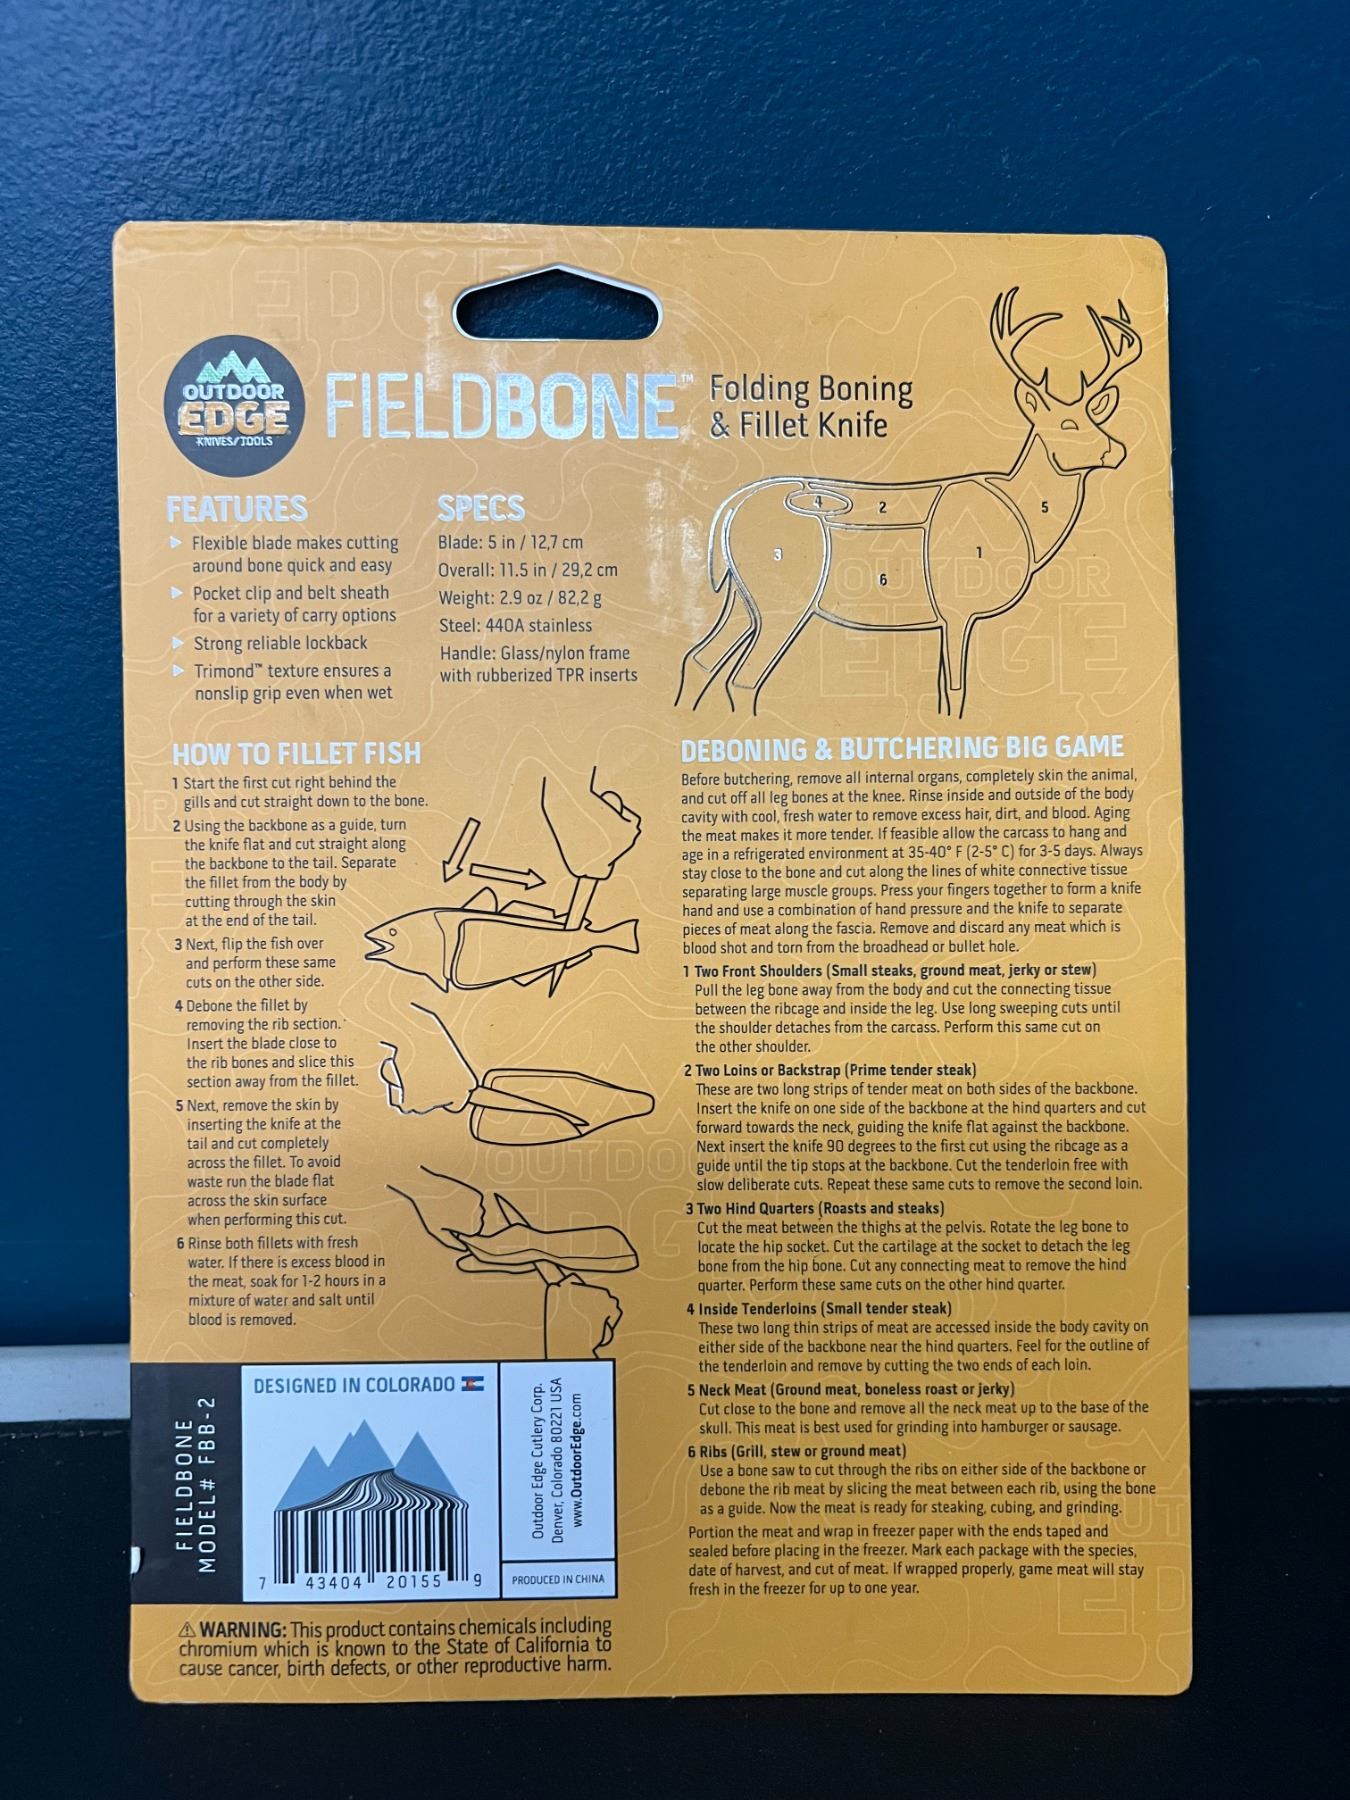 OUTDOOR
EDGE
KNIVES/TOOLS
FIELDBONE™
Folding Boning
& Fillet Knife
FEATURES
Flexible blade makes cutting
around bone quick and easy
Pocket clip and belt sheath
for a variety of carry options
Strong reliable lockback
Trimond™ texture ensures a
nonslip grip even when wet
SPECS
Blade: 5 in / 12,7 cm
Overall: 11.5 in / 29,2 cm
Weight: 2.9 oz / 82,2 g
Steel: 440A stainless
Handle: Glass/nylon frame
with rubberized TPR inserts
4
2
5
3
1
6
HOW TO FILLET FISH
1 Start the first cut right behind the
gills and cut straight down to the bone.
2 Using the backbone as a guide, turn
the knife flat and cut straight along
the backbone to the tail. Separate
the fillet from the body by
cutting through the skin
at the end of the tail.
3 Next, flip the fish over
and perform these same
cuts on the other side.
4 Debone the fillet by
removing the rib section.
Insert the blade close to
the rib bones and slice this
section away from the fillet.
5 Next, remove the skin by
inserting the knife at the
tail and cut completely
across the fillet. To avoid
waste run the blade flat
across the skin surface
when performing this cut.
6 Rinse both fillets with fresh
water. If there is excess blood in
the meat, soak for 1-2 hours in a
mixture of water and salt until
blood is removed.
DEBONING & BUTCHERING BIG GAME
Before butchering, remove all internal organs, completely skin the animal,
and cut off all leg bones at the knee. Rinse inside and outside of the body
cavity with cool, fresh water to remove excess hair, dirt, and blood. Aging
the meat makes it more tender. If feasible allow the carcass to hang and
age in a refrigerated environment at 35-40° F (2-5° C) for 3-5 days. Always
stay close to the bone and cut along the lines of white connective tissue
separating large muscle groups. Press your fingers together to form a knife
hand and use a combination of hand pressure and the knife to separate
pieces of meat along the fascia. Remove and discard any meat which is
blood shot and torn from the broadhead or bullet hole.
1 Two Front Shoulders (Small steaks, ground meat, jerky or stew)
Pull the leg bone away from the body and cut the connecting tissue
between the ribcage and inside the leg. Use long sweeping cuts until
the shoulder detaches from the carcass. Perform this same cut on
the other shoulder.
2 Two Loins or Backstrap (Prime tender steak)
These are two long strips of tender meat on both sides of the backbone.
Insert the knife on one side of the backbone at the hind quarters and cut
forward towards the neck, guiding the knife flat against the backbone.
Next insert the knife 90 degrees to the first cut using the ribcage as a
guide until the tip stops at the backbone. Cut the tenderloin free with
slow deliberate cuts. Repeat these same cuts to remove the second loin.
3 Two Hind Quarters (Roasts and steaks)
Cut the meat between the thighs at the pelvis. Rotate the leg bone to
locate the hip socket. Cut the cartilage at the socket to detach the leg
bone from the hip bone. Cut any connecting meat to remove the hind
quarter. Perform these same cuts on the other hind quarter.
4 Inside Tenderloins (Small tender steak)
These two long thin strips of meat are accessed inside the body cavity on
either side of the backbone near the hind quarters. Feel for the outline of
the tenderloin and remove by cutting the two ends of each loin.
5 Neck Meat (Ground meat, boneless roast or jerky)
Cut close to the bone and remove all the neck meat up to the base of the
skull. This meat is best used for grinding into hamburger or sausage.
6 Ribs (Grill, stew or ground meat)
Use a bone saw to cut through the ribs on either side of the backbone or
debone the rib meat by slicing the meat between each rib, using the bone
as a guide. Now the meat is ready for steaking, cubing, and grinding.
Portion the meat and wrap in freezer paper with the ends taped and
sealed before placing in the freezer. Mark each package with the species,
date of harvest, and cut of meat. If wrapped properly, game meat will stay
fresh in the freezer for up to one year.
FIELDBONE
MODEL# FBB-2
DESIGNED IN COLORADO
7 43404 20155 9
Outdoor Edge Cutlery Corp.
Denver, Colorado 80221 USA
www.OutdoorEdge.com
PRODUCED IN CHINA
⚠ WARNING: This product contains chemicals including
chromium which is known to the State of California to
cause cancer, birth defects, or other reproductive harm.